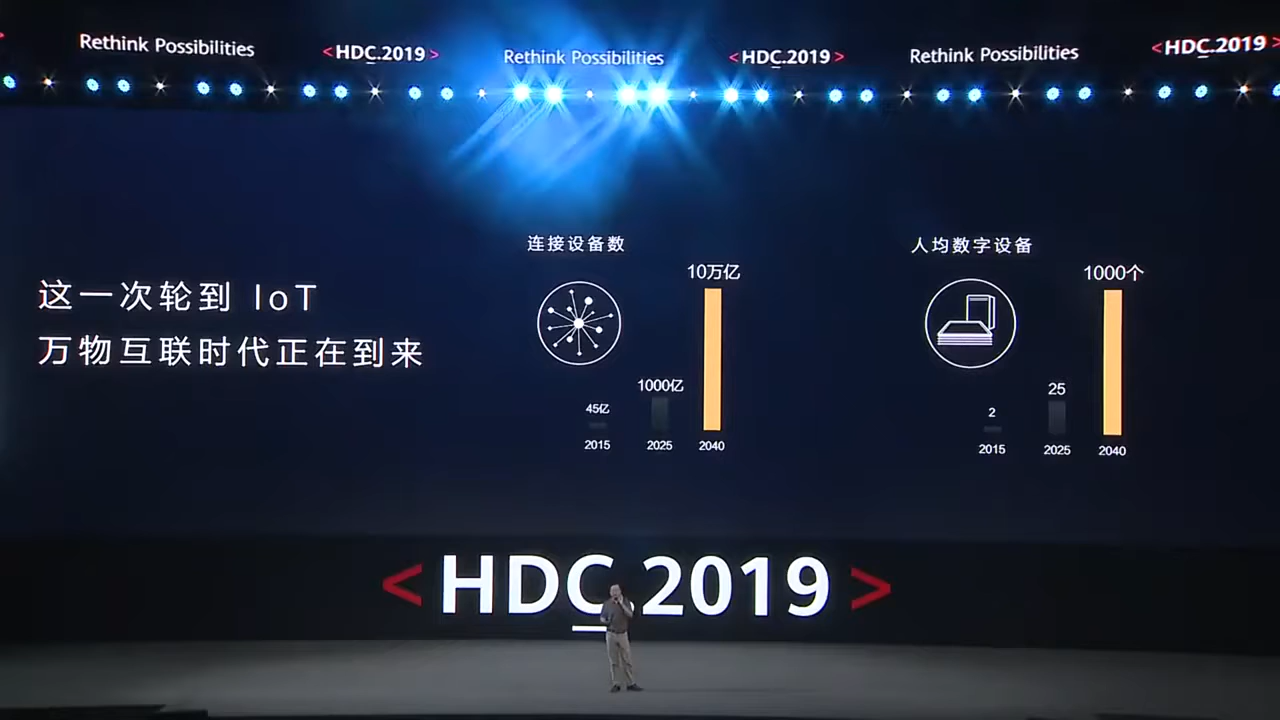 Rethink Possibilities
<HDC.2019>
Rethink Possibilities
<HDC.2019>
Rethink Possibilities
<HDC.2019>
这一次轮到 IoT
万物互联时代正在到来
连接设备数
10万亿
1000亿
45亿
2015
2025
2040
人均数字设备
1000个
25
2
2015
2025
2040
<HDC.2019>